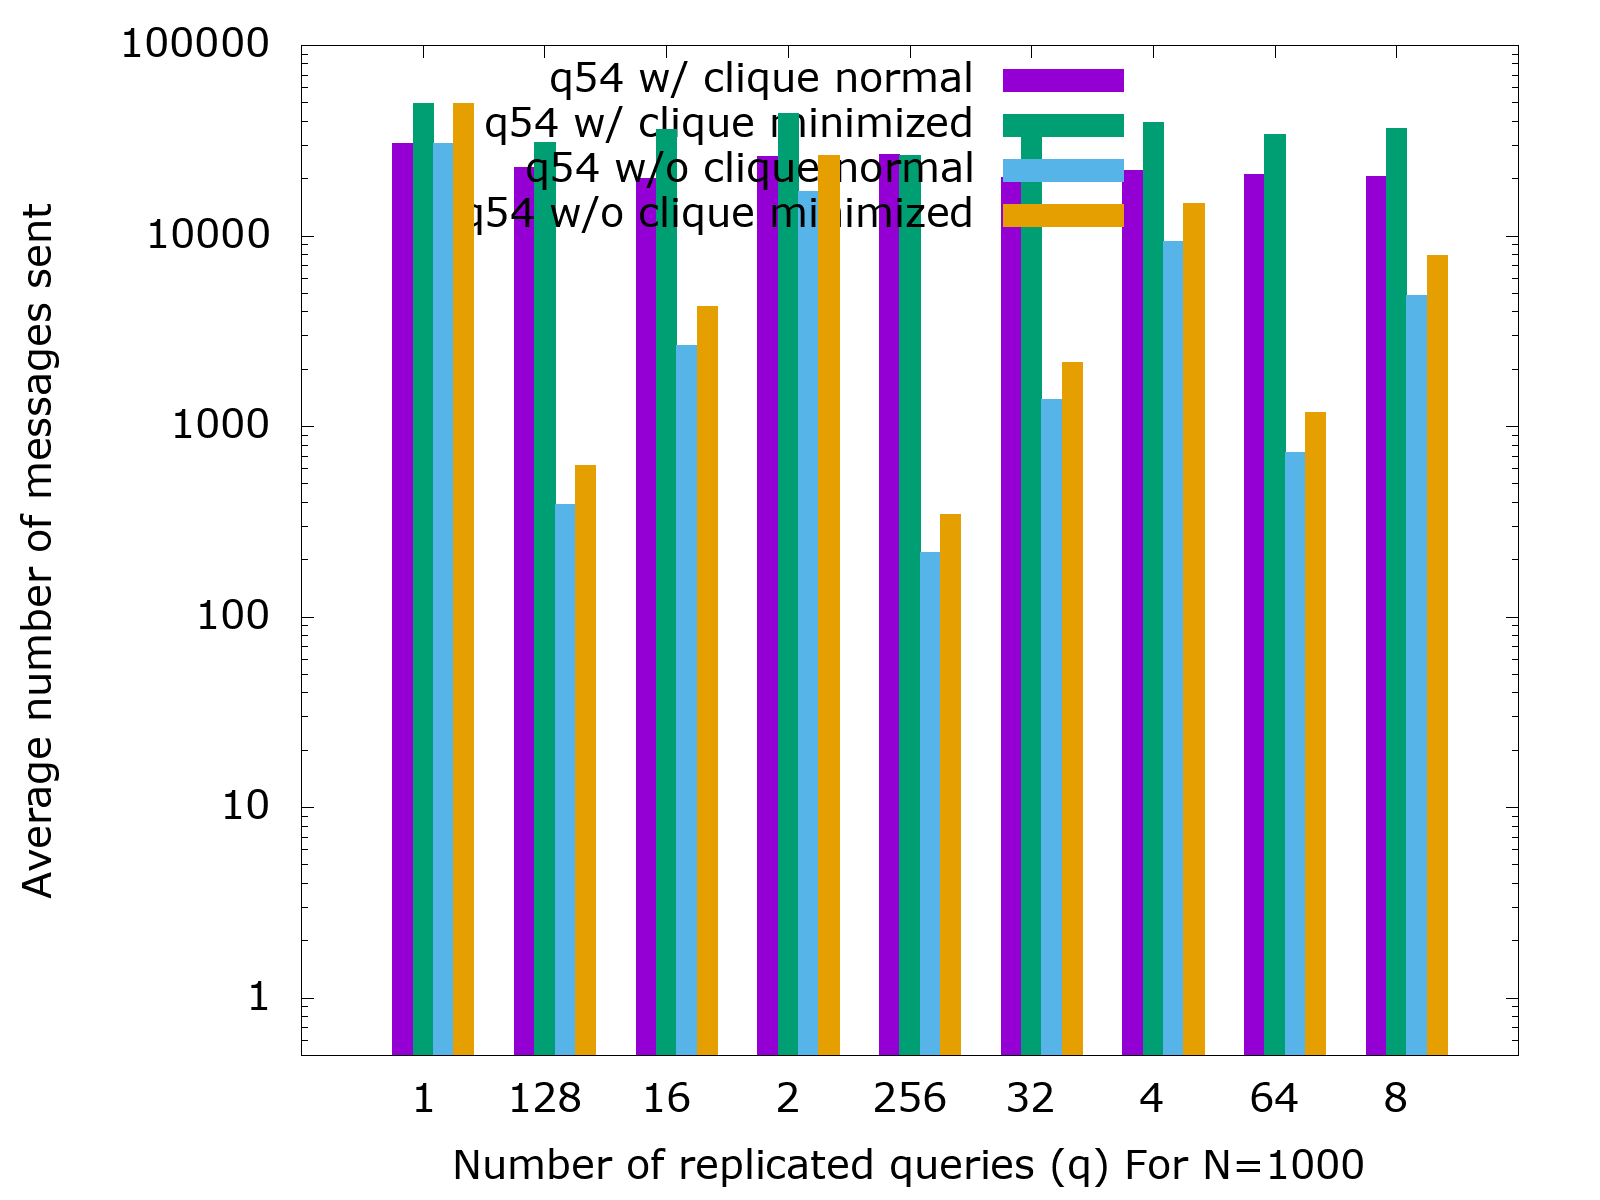 100000
10000
1000
100
10
1
Average number of messages sent
q54 w/ clique normal
q54 w/ clique minimized
q54 w/o clique normal
q54 w/o clique minimized
1 128 16 2 256 32 4 64 8
Number of replicated queries (q) For N=1000